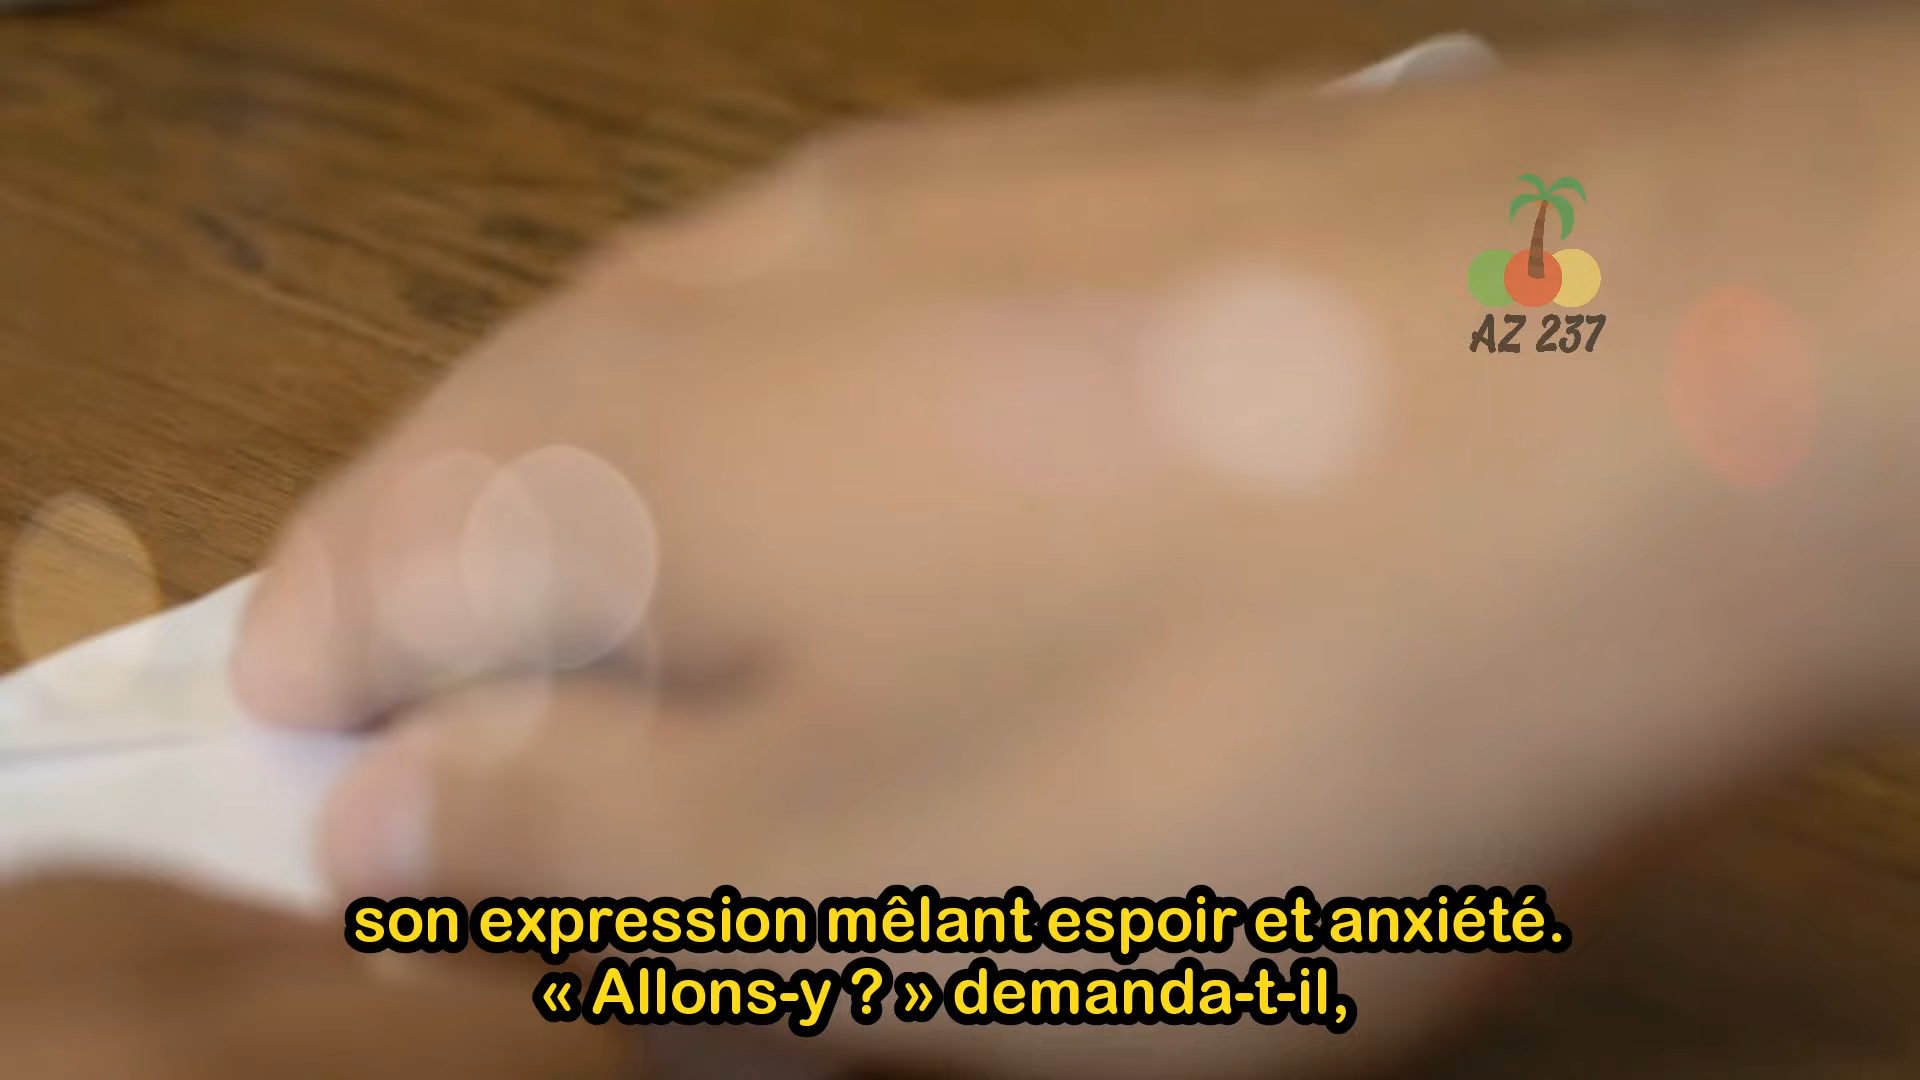 AZ 237
son expression mêlant espoir et anxiété.
« Allons-y ? » demanda-t-il,